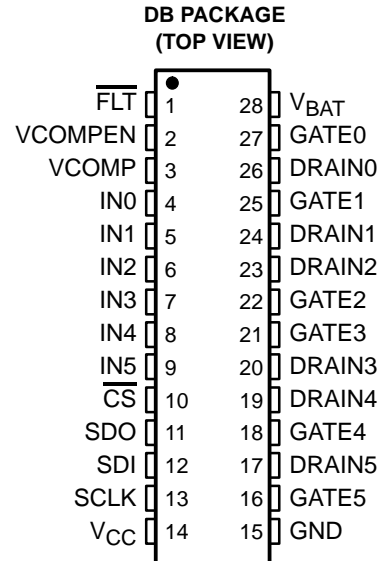 DB PACKAGE
(TOP VIEW)
FLT 1 28 VBAT
VCOMPEN 2 27 GATE0
VCOMP 3 26 DRAIN0
IN0 4 25 GATE1
IN1 5 24 DRAIN1
IN2 6 23 DRAIN2
IN3 7 22 GATE2
IN4 8 21 GATE3
IN5 9 20 DRAIN3
CS 10 19 DRAIN4
SDO 11 18 GATE4
SDI 12 17 DRAIN5
SCLK 13 16 GATE5
VCC 14 15 GND